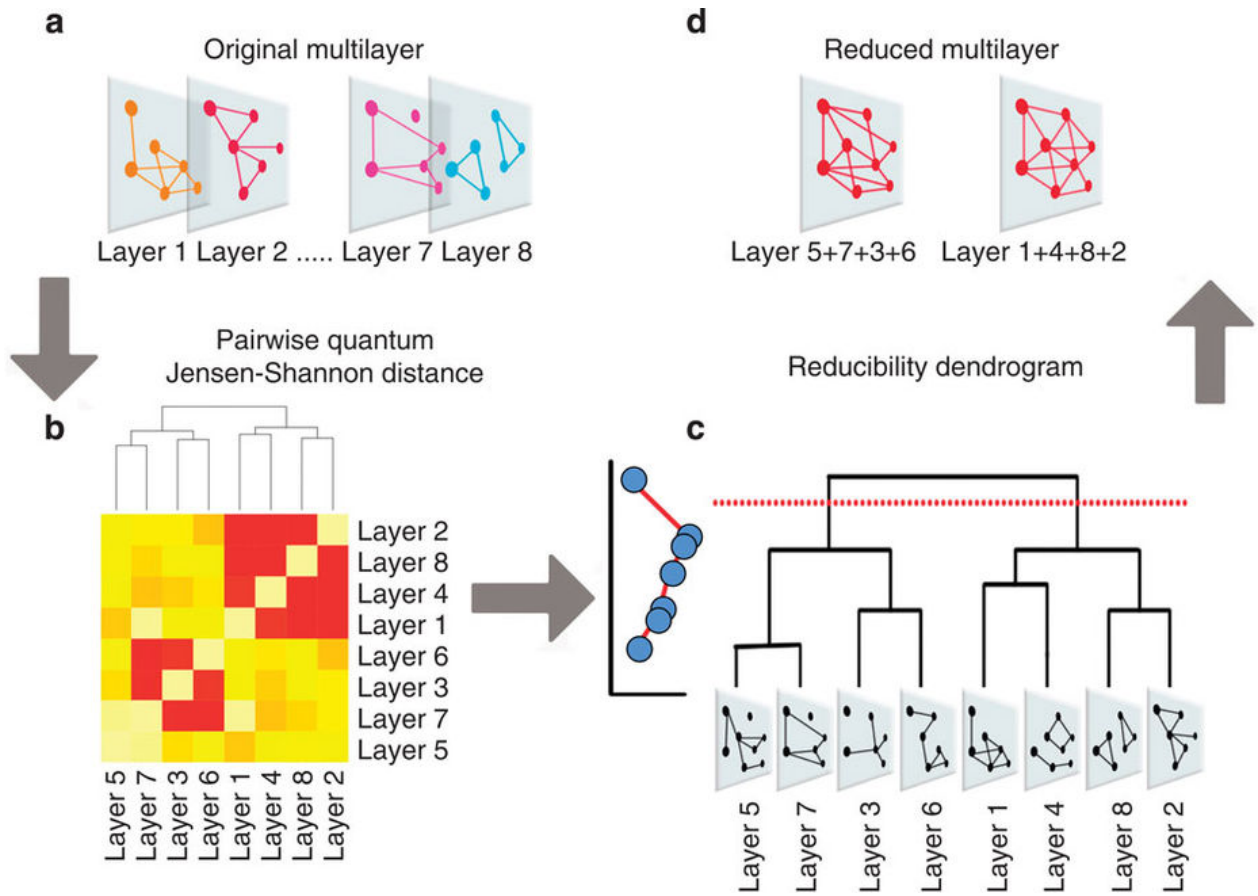 a
Original multilayer
Layer 1 Layer 2 ..... Layer 7 Layer 8
d
Reduced multilayer
Layer 5+7+3+6 Layer 1+4+8+2
Pairwise quantum
Jensen-Shannon distance
b
Layer 2
Layer 8
Layer 4
Layer 1
Layer 6
Layer 3
Layer 7
Layer 5
Layer 5
Layer 7
Layer 3
Layer 6
Layer 1
Layer 4
Layer 8
Layer 2
Reducibility dendrogram
c
Layer 5
Layer 7
Layer 3
Layer 6
Layer 1
Layer 4
Layer 8
Layer 2